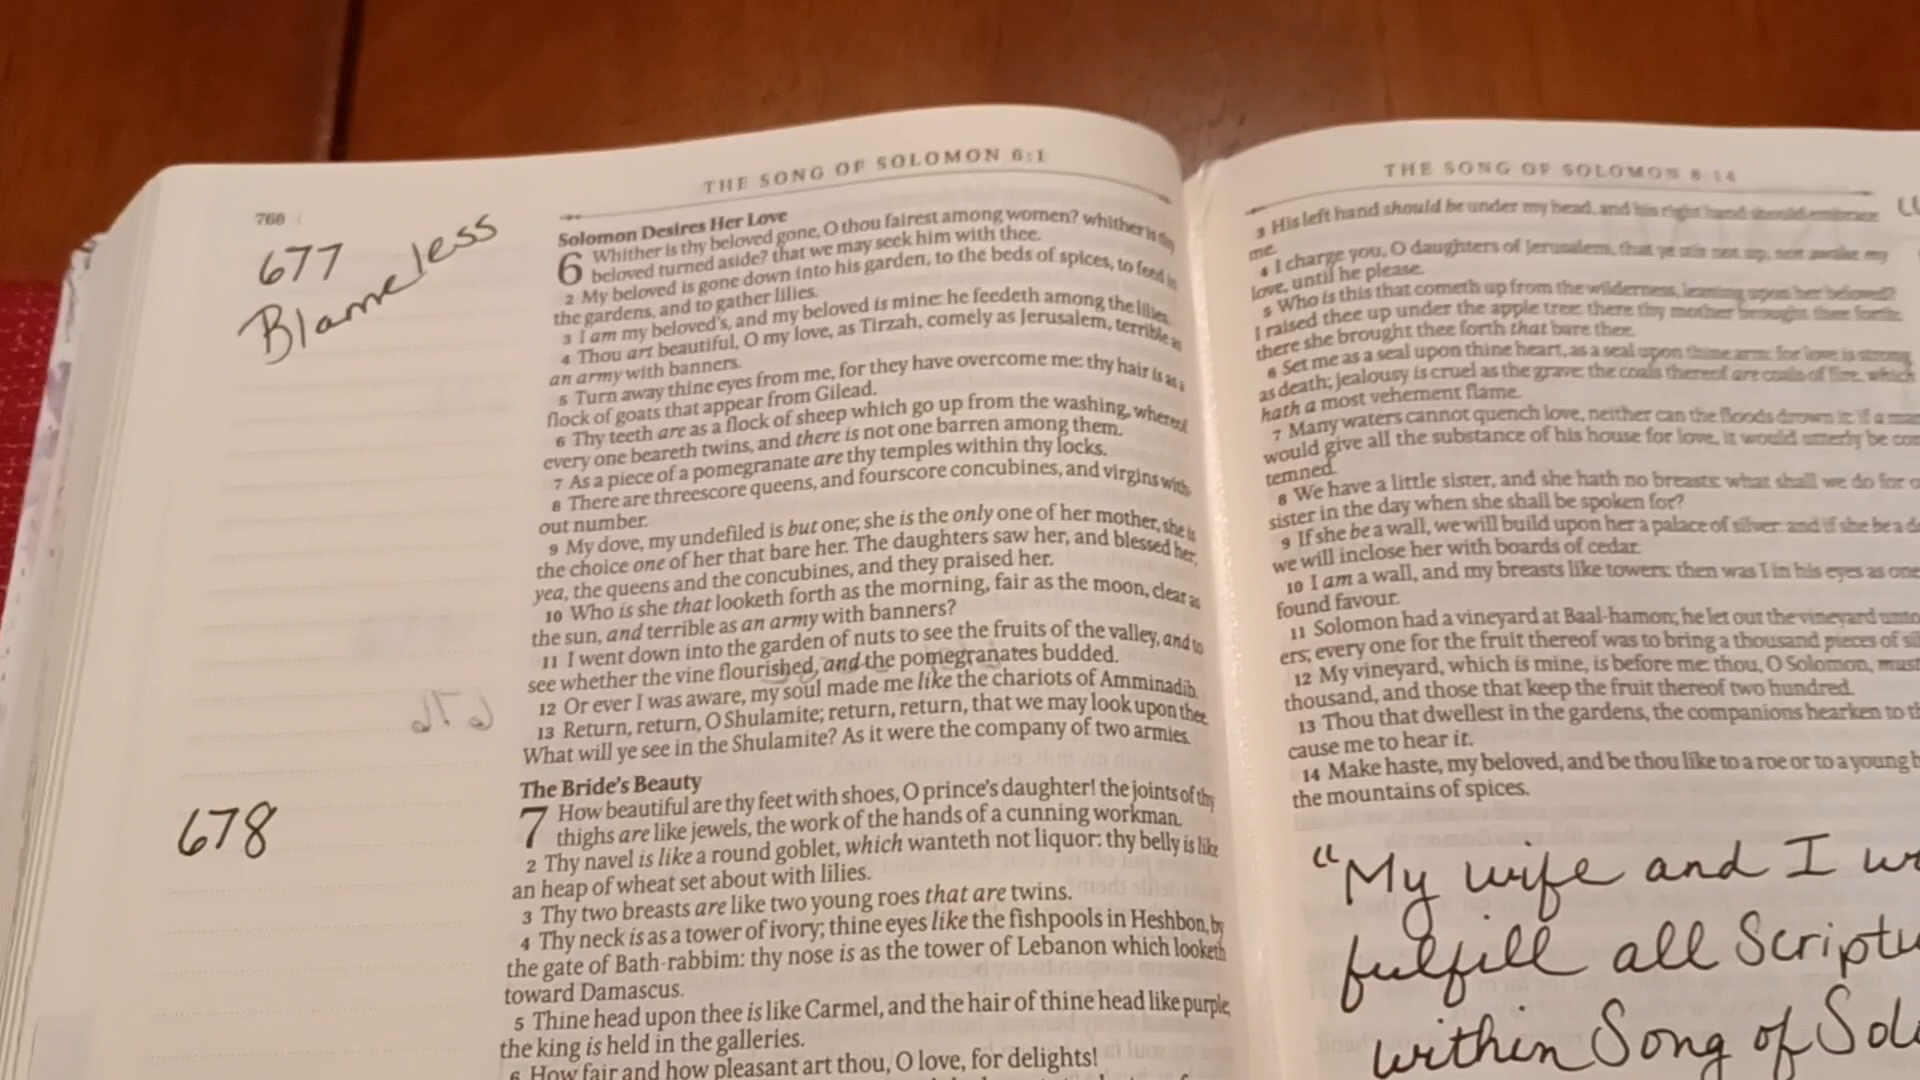 768
677
Blameless
678
THE SONG OF SOLOMON 6:1
Solomon Desires Her Love
6 Whither is thy beloved gone, O thou fairest among women? whither is thy
beloved turned aside? that we may seek him with thee.
2 My beloved is gone down into his garden, to the beds of spices, to feed in
the gardens, and to gather lilies.
3 I am my beloved's, and my beloved is mine: he feedeth among the lilies.
4 Thou art beautiful, O my love, as Tirzah, comely as Jerusalem, terrible as
an army with banners.
5 Turn away thine eyes from me, for they have overcome me: thy hair is as a
flock of goats that appear from Gilead.
6 Thy teeth are as a flock of sheep which go up from the washing, whereof
every one beareth twins, and there is not one barren among them.
7 As a piece of a pomegranate are thy temples within thy locks.
8 There are threescore queens, and fourscore concubines, and virgins with-
out number.
9 My dove, my undefiled is but one; she is the only one of her mother, she is
the choice one of her that bare her. The daughters saw her, and blessed her;
yea, the queens and the concubines, and they praised her.
10 Who is she that looketh forth as the morning, fair as the moon, clear as
the sun, and terrible as an army with banners?
11 I went down into the garden of nuts to see the fruits of the valley, and to
see whether the vine flourished, and the pomegranates budded.
12 Or ever I was aware, my soul made me like the chariots of Amminadib.
13 Return, return, O Shulamite; return, return, that we may look upon thee.
What will ye see in the Shulamite? As it were the company of two armies.
The Bride's Beauty
7 How beautiful are thy feet with shoes, O prince's daughter! the joints of thy
thighs are like jewels, the work of the hands of a cunning workman.
2 Thy navel is like a round goblet, which wanteth not liquor: thy belly is like
an heap of wheat set about with lilies.
3 Thy two breasts are like two young roes that are twins.
4 Thy neck is as a tower of ivory; thine eyes like the fishpools in Heshbon, by
the gate of Bath-rabbim: thy nose is as the tower of Lebanon which looketh
toward Damascus.
5 Thine head upon thee is like Carmel, and the hair of thine head like purple;
the king is held in the galleries.
6 How fair and how pleasant art thou, O love, for delights!
THE SONG OF SOLOMON 8:14
3 His left hand should be under my head, and his right hand should embrace
me.
4 I charge you, O daughters of Jerusalem, that ye stir not up, nor awake my
love, until he please.
5 Who is this that cometh up from the wilderness, leaning upon her beloved?
I raised thee up under the apple tree: there thy mother brought thee forth:
there she brought thee forth that bare thee.
6 Set me as a seal upon thine heart, as a seal upon thine arm: for love is strong
as death; jealousy is cruel as the grave: the coals thereof are coals of fire, which
hath a most vehement flame.
7 Many waters cannot quench love, neither can the floods drown it: if a man
would give all the substance of his house for love, it would utterly be con
temned.
8 We have a little sister, and she hath no breasts: what shall we do for o
sister in the day when she shall be spoken for?
9 If she be a wall, we will build upon her a palace of silver: and if she be a do
we will inclose her with boards of cedar.
10 I am a wall, and my breasts like towers: then was I in his eyes as one
found favour.
11 Solomon had a vineyard at Baal-hamon; he let out the vineyard unto
ers; every one for the fruit thereof was to bring a thousand pieces of sil
12 My vineyard, which is mine, is before me: thou, O Solomon, must
thousand, and those that keep the fruit thereof two hundred.
13 Thou that dwellest in the gardens, the companions hearken to th
cause me to hear it.
14 Make haste, my beloved, and be thou like to a roe or to a young h
the mountains of spices.
"My wife and I w
fulfill all Scriptu
within Song of Sol